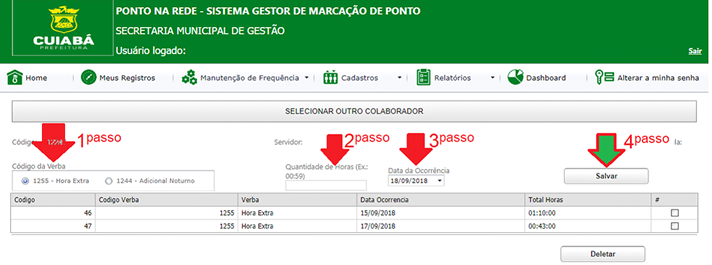 PONTO NA REDE - SISTEMA GESTOR DE MARCAÇÃO DE PONTO
SECRETARIA MUNICIPAL DE GESTÃO
CUIABÁ
PREFEITURA
Usuário logado:
Sair
Home Meus Registros Manutenção de Frequência Cadastros Relatórios Dashboard Alterar a minha senha
SELECIONAR OUTRO COLABORADOR
1passo 2passo 3passo 4passo
Servidor: la:
Código da Verba
Quantidade de Horas (Ex.: 00:59)
Data da Ocorrência
1255 - Hora Extra 1244 - Adicional Noturno
18/09/2018
Salvar
Codigo Codigo Verba Verba Data Ocorrencia Total Horas #
46 1255 Hora Extra 15/09/2018 01:10:00
47 1255 Hora Extra 17/09/2018 00:43:00
Deletar